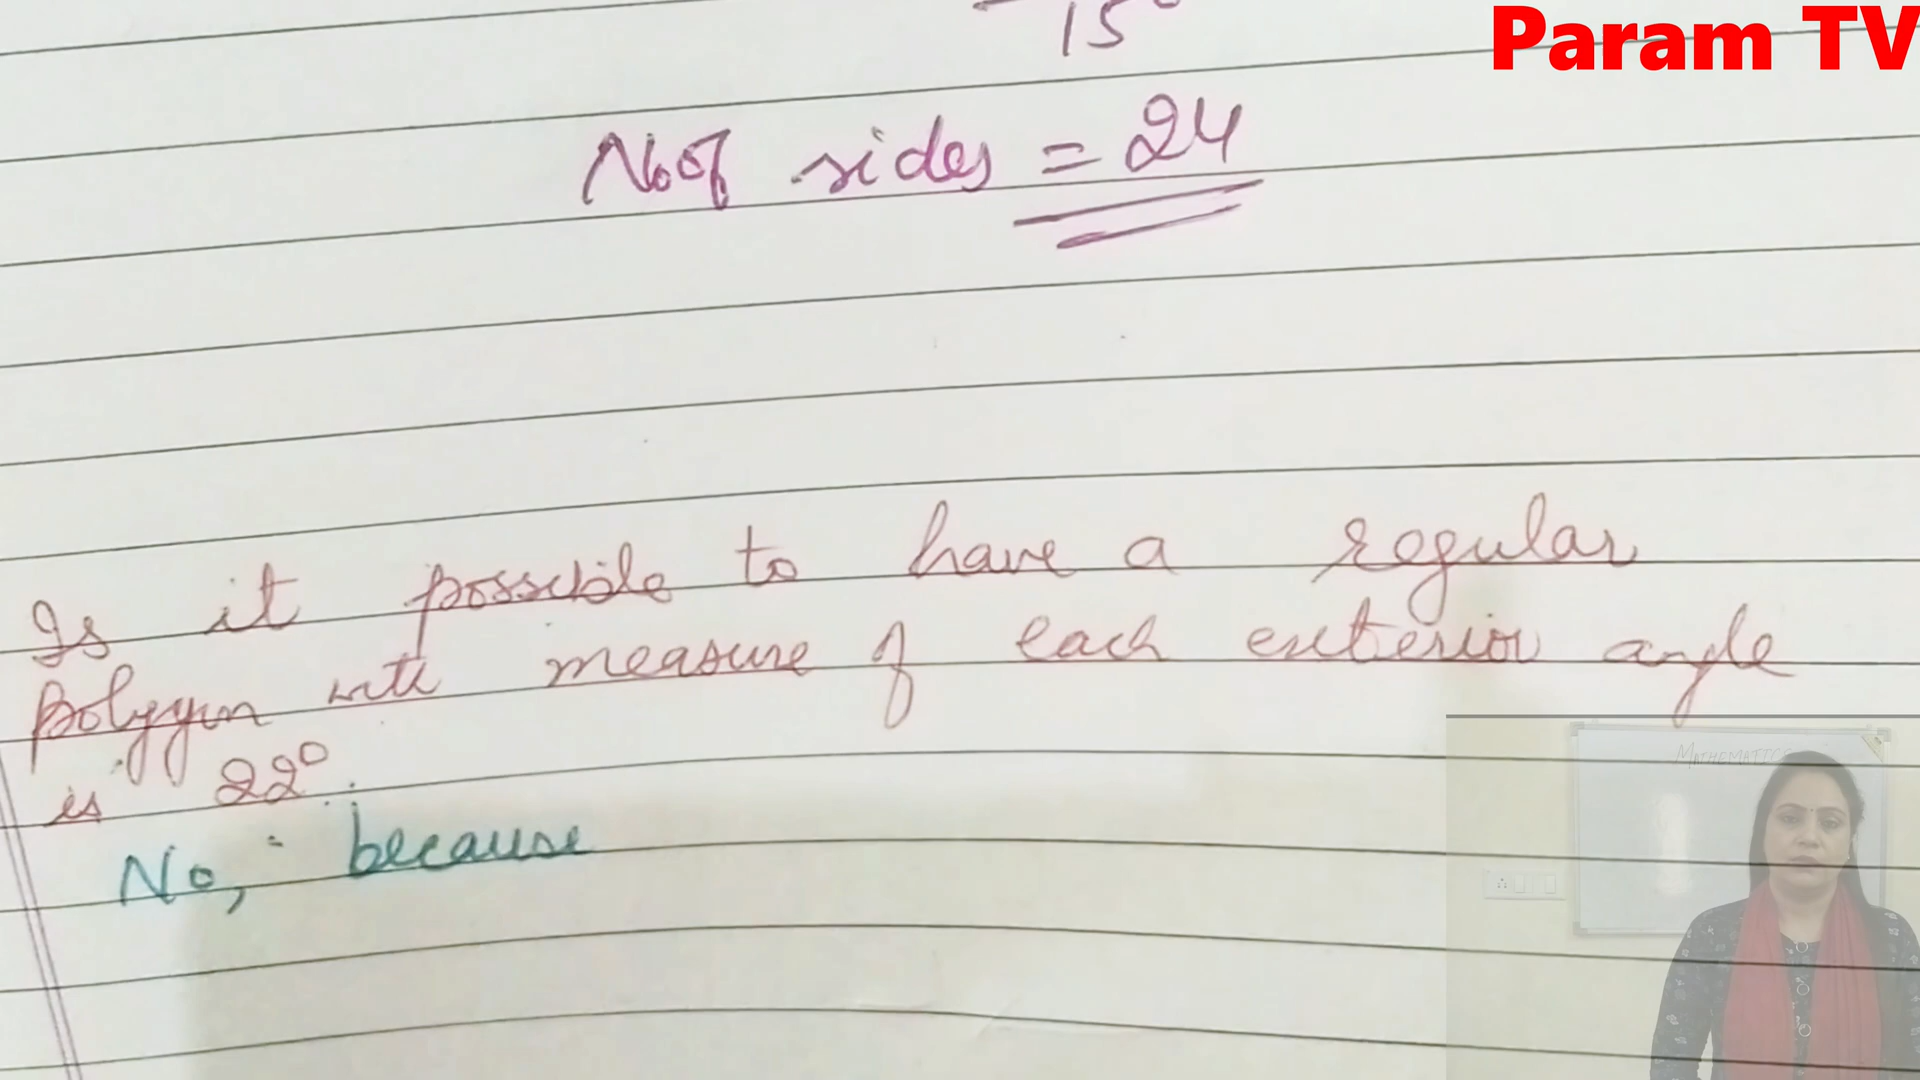 Param TV
15°
No of sides = 24
Is it possible to have a regular
polygon with measure of each exterior angle
is 22°.
No, because
MATHEMATICS